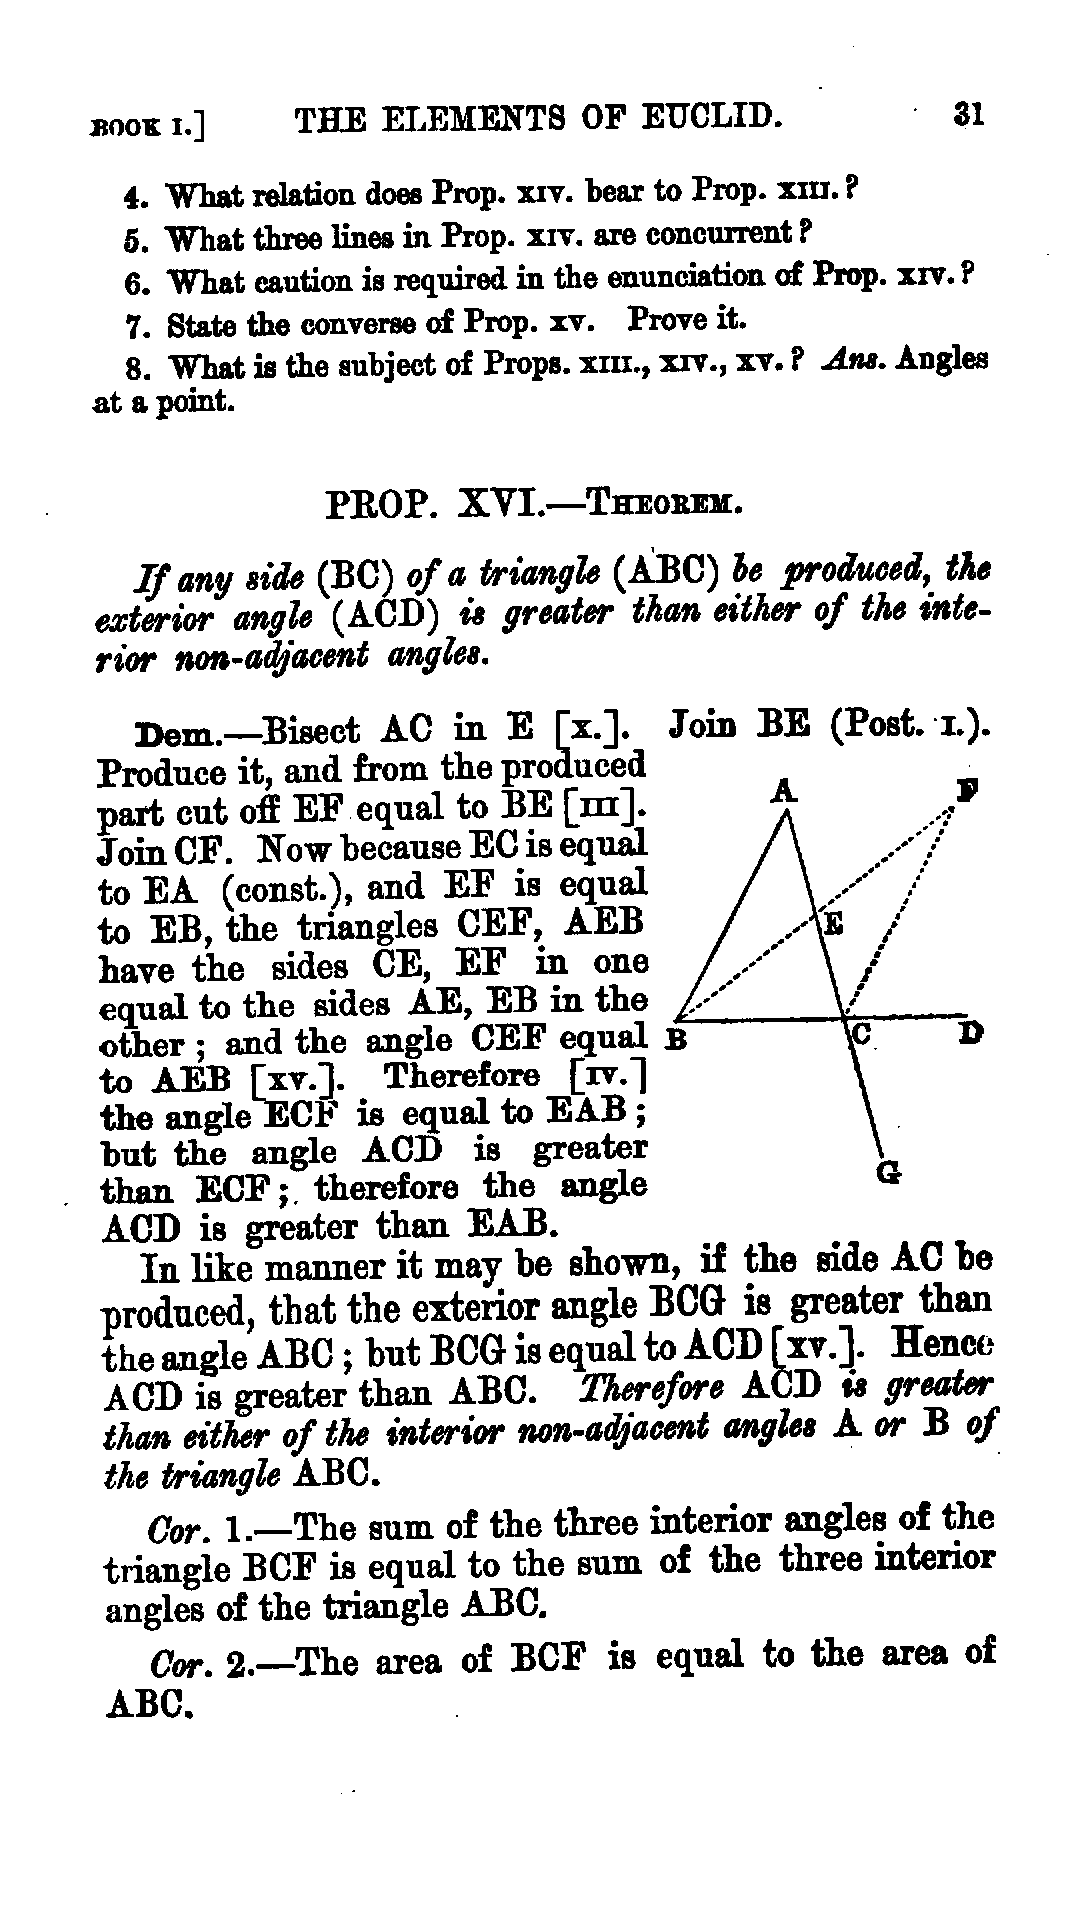 BOOK I.] THE ELEMENTS OF EUCLID. 31
4. What relation does Prop. XIV. bear to Prop. XIII.?
5. What three lines in Prop. XIV. are concurrent?
6. What caution is required in the enunciation of Prop. XIV.?
7. State the converse of Prop. XV. Prove it.
8. What is the subject of Props. XIII., XIV., XV.? Ans. Angles
at a point.
PROP. XVI.—THEOREM.
If any side (BC) of a triangle (ABC) be produced, the
exterior angle (ACD) is greater than either of the inte-
rior non-adjacent angles.
Dem.—Bisect AC in E [X.]. Join BE (Post. I.).
Produce it, and from the produced
part cut off EF equal to BE [III].
Join CF. Now because EC is equal
to EA (const.), and EF is equal
to EB, the triangles CEF, AEB
have the sides CE, EF in one
equal to the sides AE, EB in the
other; and the angle CEF equal
to AEB [XV.]. Therefore [IV.]
the angle ECF is equal to EAB;
but the angle ACD is greater
than ECF; therefore the angle
ACD is greater than EAB.
A F
E
B C D
G
In like manner it may be shown, if the side AC be
produced, that the exterior angle BCG is greater than
the angle ABC; but BCG is equal to ACD [XV.]. Hence
ACD is greater than ABC. Therefore ACD is greater
than either of the interior non-adjacent angles A or B of
the triangle ABC.
Cor. 1.—The sum of the three interior angles of the
triangle BCF is equal to the sum of the three interior
angles of the triangle ABC.
Cor. 2.—The area of BCF is equal to the area of
ABC.